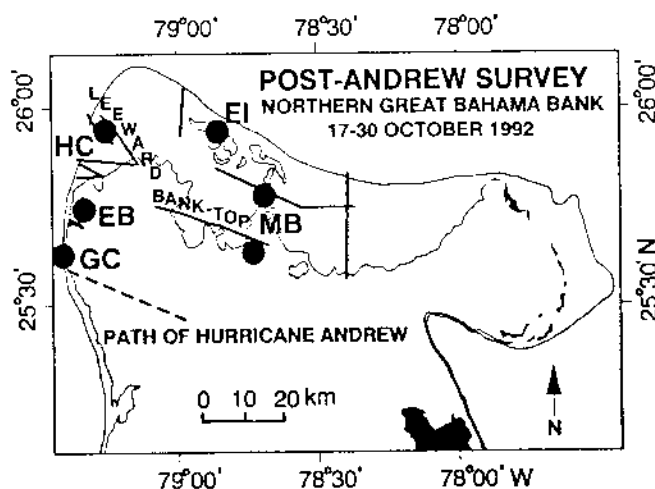 79°00' 78°30' 78°00'
POST-ANDREW SURVEY
NORTHERN GREAT BAHAMA BANK
17-30 OCTOBER 1992
26°00'
26°00'
LEEWARD
EI
HC
BANK-TOP
MB
EB
GC
25°30'
25°30' N
PATH OF HURRICANE ANDREW
0 10 20 km
N
79°00' 78°30' 78°00' W